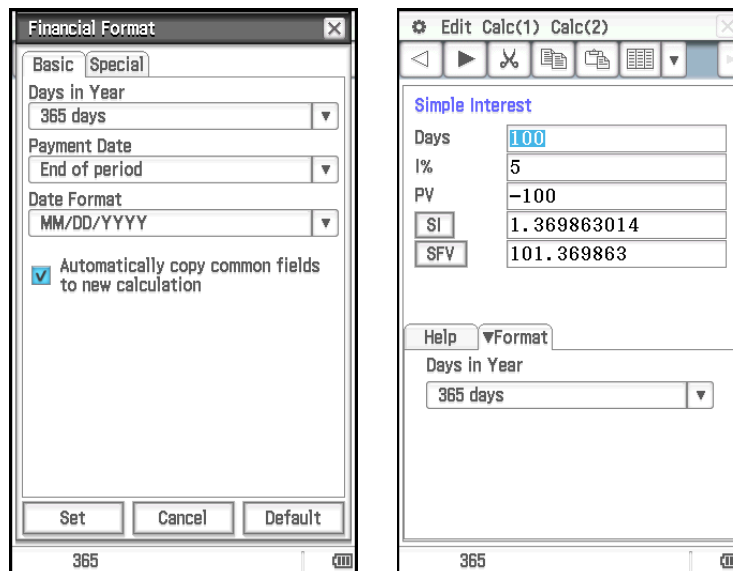 Financial Format
Basic Special
Days in Year
365 days
Payment Date
End of period
Date Format
MM/DD/YYYY
Automatically copy common fields
to new calculation
Set Cancel Default
365
Edit Calc(1) Calc(2)
Simple Interest
Days 100
I% 5
PV −100
SI 1.369863014
SFV 101.369863
Help ▼Format
Days in Year
365 days
365